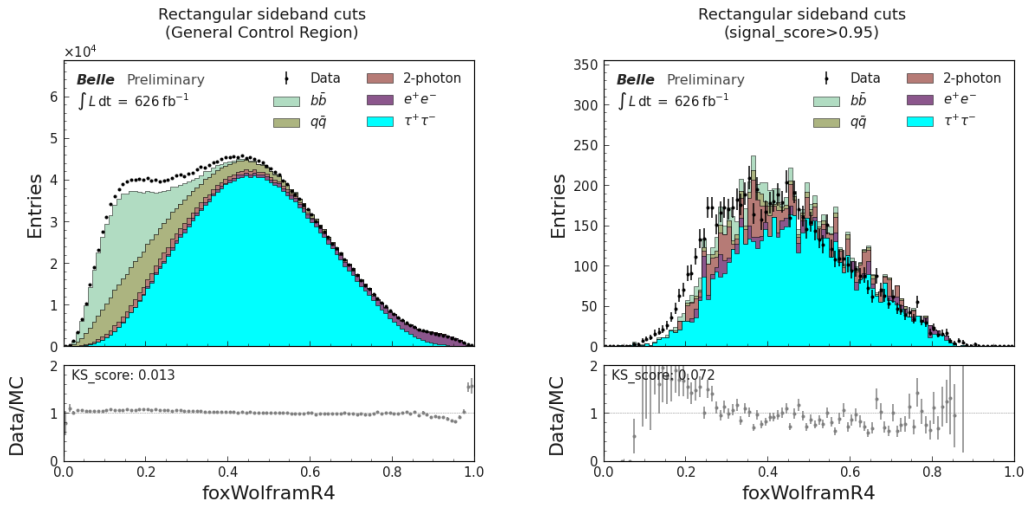 Rectangular sideband cuts
(General Control Region)
×10⁴
Belle Preliminary
∫ L dt = 626 fb⁻¹
Data
bb̄
qq̄
2-photon
e⁺e⁻
τ⁺τ⁻
Entries
6
5
4
3
2
1
0
KS_score: 0.013
Data/MC
2
1
0
0.0 0.2 0.4 0.6 0.8 1.0
foxWolframR4
Rectangular sideband cuts
(signal_score>0.95)
Belle Preliminary
∫ L dt = 626 fb⁻¹
Data
bb̄
qq̄
2-photon
e⁺e⁻
τ⁺τ⁻
Entries
350
300
250
200
150
100
50
0
KS_score: 0.072
Data/MC
2
1
0
0.0 0.2 0.4 0.6 0.8 1.0
foxWolframR4